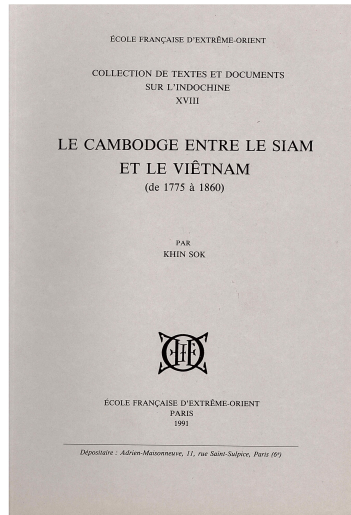 ÉCOLE FRANÇAISE D'EXTRÊME-ORIENT
COLLECTION DE TEXTES ET DOCUMENTS
SUR L'INDOCHINE
XVIII
LE CAMBODGE ENTRE LE SIAM
ET LE VIÊTNAM
(de 1775 à 1860)
PAR
KHIN SOK
ÉCOLE FRANÇAISE D'EXTRÊME-ORIENT
PARIS
1991
Dépositaire : Adrien-Maisonneuve, 11, rue Saint-Sulpice, Paris (6e)